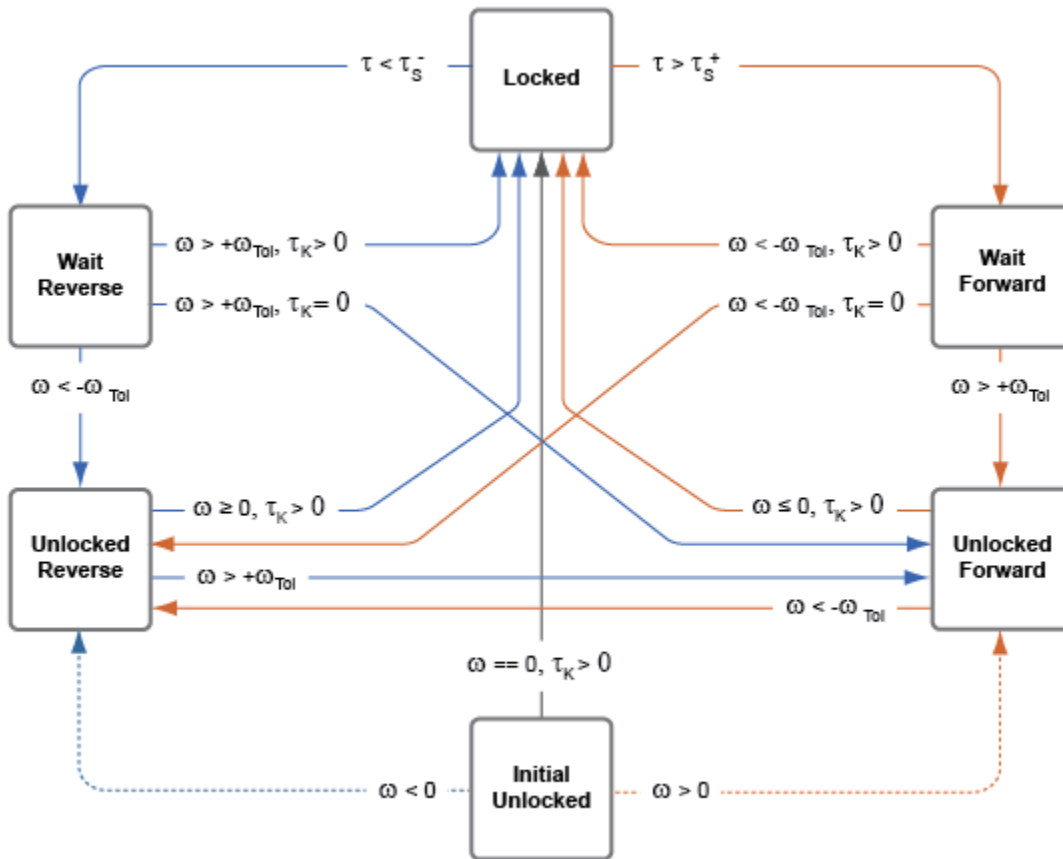 τ < τS-
Locked
τ > τS+
Wait
Reverse
ω > +ωTol, τK > 0
ω < -ωTol, τK > 0
Wait
Forward
ω > +ωTol, τK = 0
ω < -ωTol, τK = 0
ω < -ω Tol
ω > +ωTol
Unlocked
Reverse
ω ≥ 0, τK > 0
ω ≤ 0, τK > 0
Unlocked
Forward
ω > +ωTol
ω < -ω Tol
ω == 0, τK > 0
Initial
Unlocked
ω < 0
ω > 0